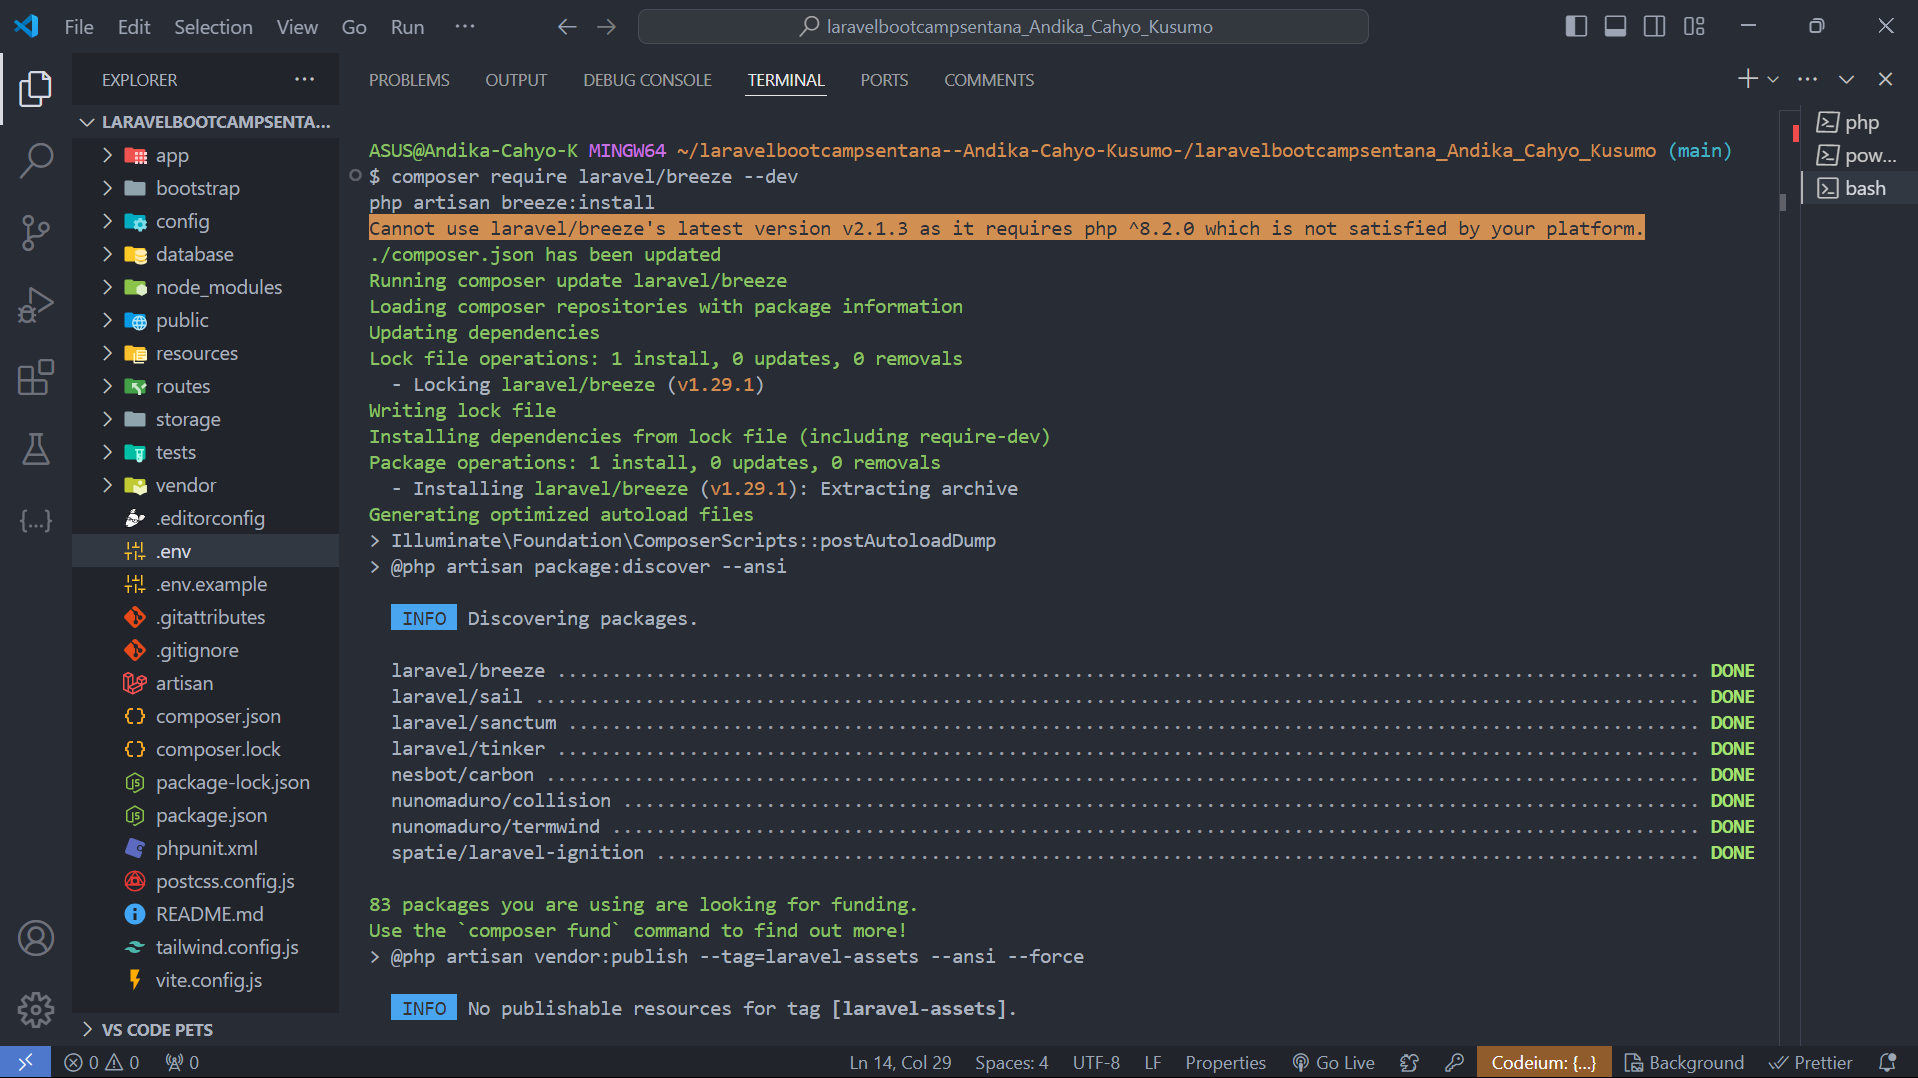 File Edit Selection View Go Run ···
laravelbootcampsentana_Andika_Cahyo_Kusumo
EXPLORER
LARAVELBOOTCAMPSENTA...
app
bootstrap
config
database
node_modules
public
resources
routes
storage
tests
vendor
.editorconfig
.env
.env.example
.gitattributes
.gitignore
artisan
composer.json
composer.lock
package-lock.json
package.json
phpunit.xml
postcss.config.js
README.md
tailwind.config.js
vite.config.js
VS CODE PETS
PROBLEMS OUTPUT DEBUG CONSOLE TERMINAL PORTS COMMENTS
ASUS@Andika-Cahyo-K MINGW64 ~/laravelbootcampsentana--Andika-Cahyo-Kusumo-/laravelbootcampsentana_Andika_Cahyo_Kusumo (main)
$ composer require laravel/breeze --dev
php artisan breeze:install
Cannot use laravel/breeze's latest version v2.1.3 as it requires php ^8.2.0 which is not satisfied by your platform.
./composer.json has been updated
Running composer update laravel/breeze
Loading composer repositories with package information
Updating dependencies
Lock file operations: 1 install, 0 updates, 0 removals
- Locking laravel/breeze (v1.29.1)
Writing lock file
Installing dependencies from lock file (including require-dev)
Package operations: 1 install, 0 updates, 0 removals
- Installing laravel/breeze (v1.29.1): Extracting archive
Generating optimized autoload files
> Illuminate\Foundation\ComposerScripts::postAutoloadDump
> @php artisan package:discover --ansi
INFO Discovering packages.
laravel/breeze ........................................................................................................ DONE
laravel/sail .......................................................................................................... DONE
laravel/sanctum ....................................................................................................... DONE
laravel/tinker ........................................................................................................ DONE
nesbot/carbon ......................................................................................................... DONE
nunomaduro/collision .................................................................................................. DONE
nunomaduro/termwind ................................................................................................... DONE
spatie/laravel-ignition ............................................................................................... DONE
83 packages you are using are looking for funding.
Use the `composer fund` command to find out more!
> @php artisan vendor:publish --tag=laravel-assets --ansi --force
INFO No publishable resources for tag [laravel-assets].
php
pow...
bash
0 0 0 Ln 14, Col 29 Spaces: 4 UTF-8 LF Properties Go Live Codeium: {...} Background Prettier